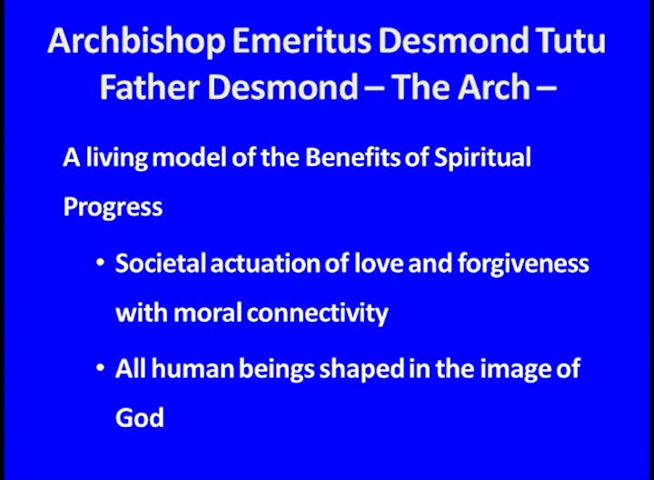 Archbishop Emeritus Desmond Tutu
Father Desmond – The Arch –
A living model of the Benefits of Spiritual
Progress
• Societal actuation of love and forgiveness
with moral connectivity
• All human beings shaped in the image of
God